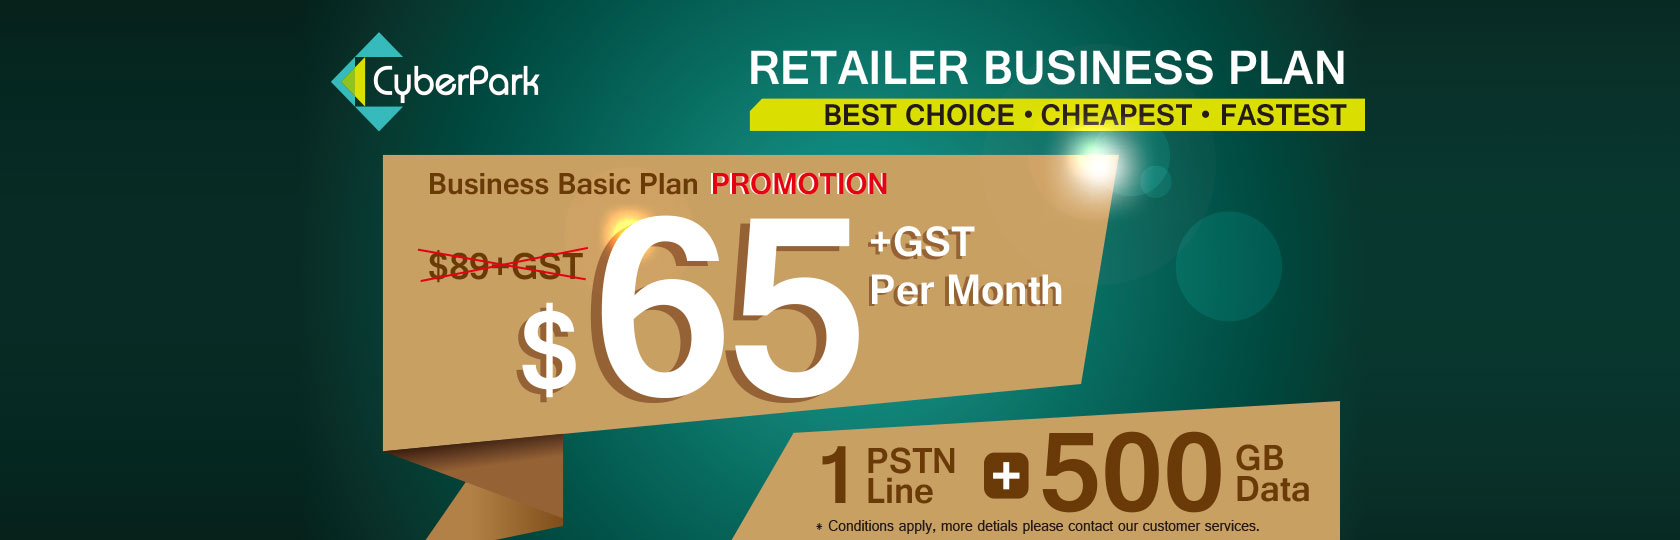 CyberPark
RETAILER BUSINESS PLAN
BEST CHOICE • CHEAPEST • FASTEST
Business Basic Plan PROMOTION
$89+GST
$65
+GST
Per Month
1 PSTN Line + 500 GB Data
* Conditions apply, more detials please contact our customer services.